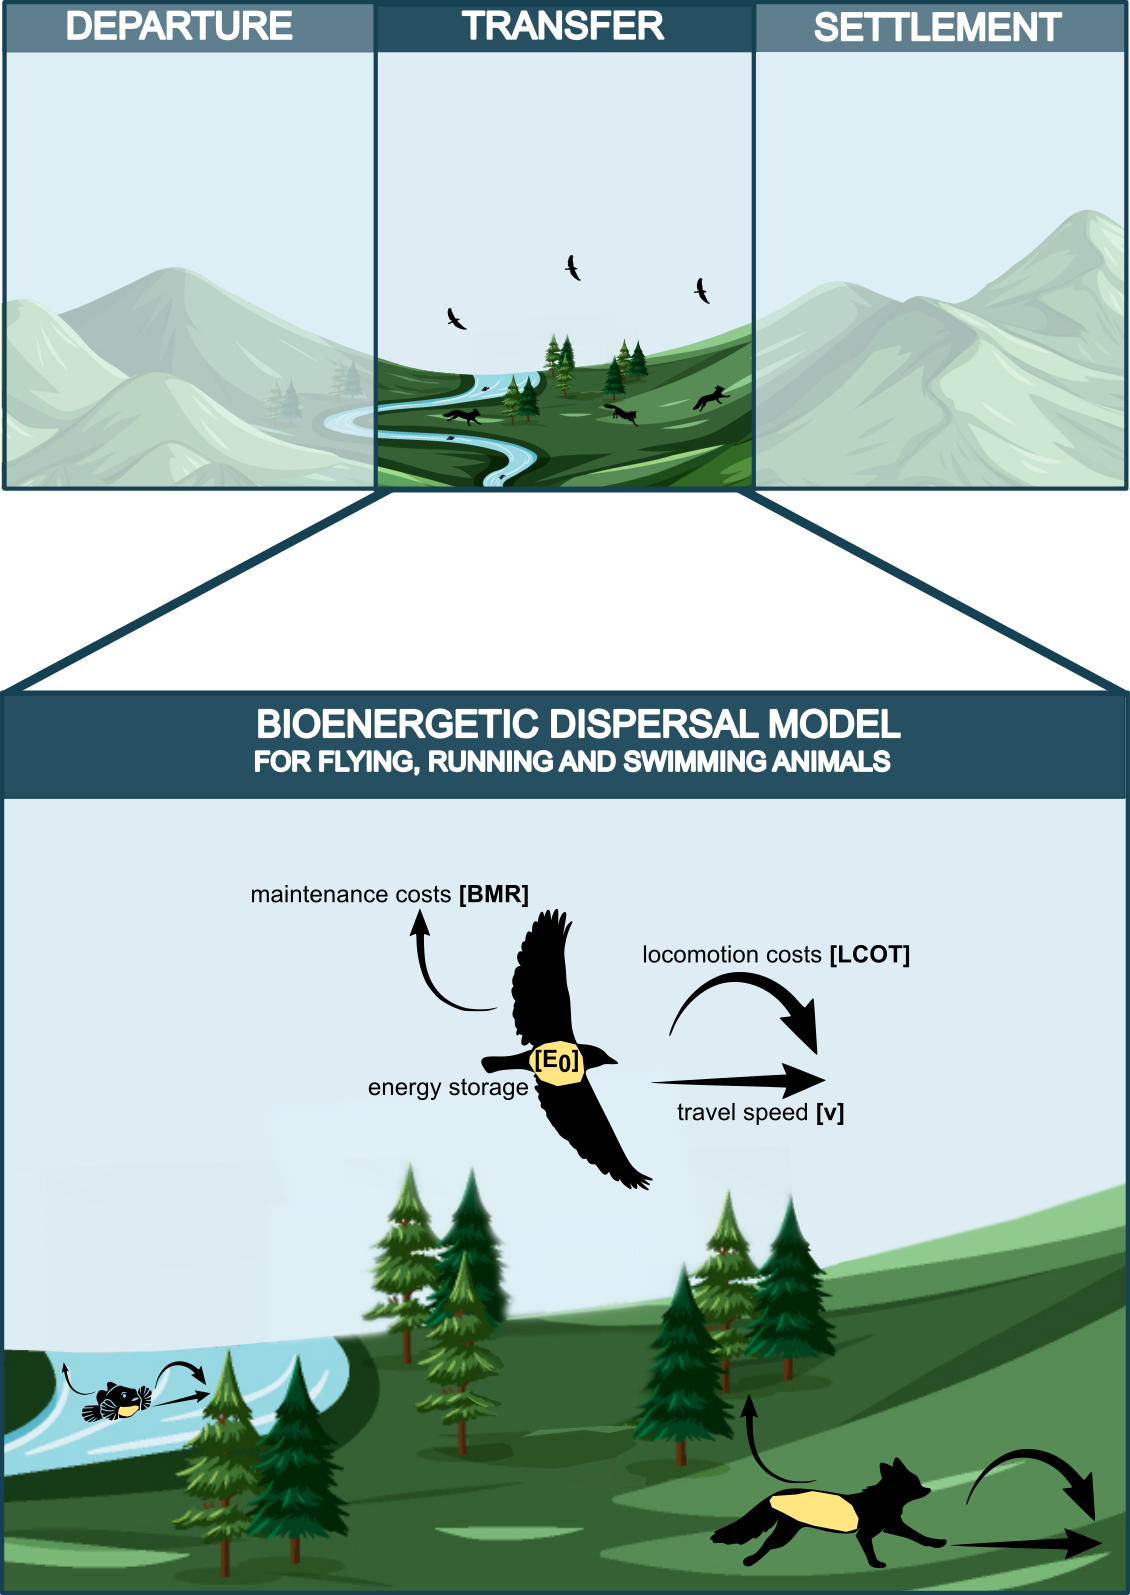 DEPARTURE
TRANSFER
SETTLEMENT
BIOENERGETIC DISPERSAL MODEL
FOR FLYING, RUNNING AND SWIMMING ANIMALS
maintenance costs [BMR]
locomotion costs [LCOT]
[E0]
energy storage
travel speed [v]